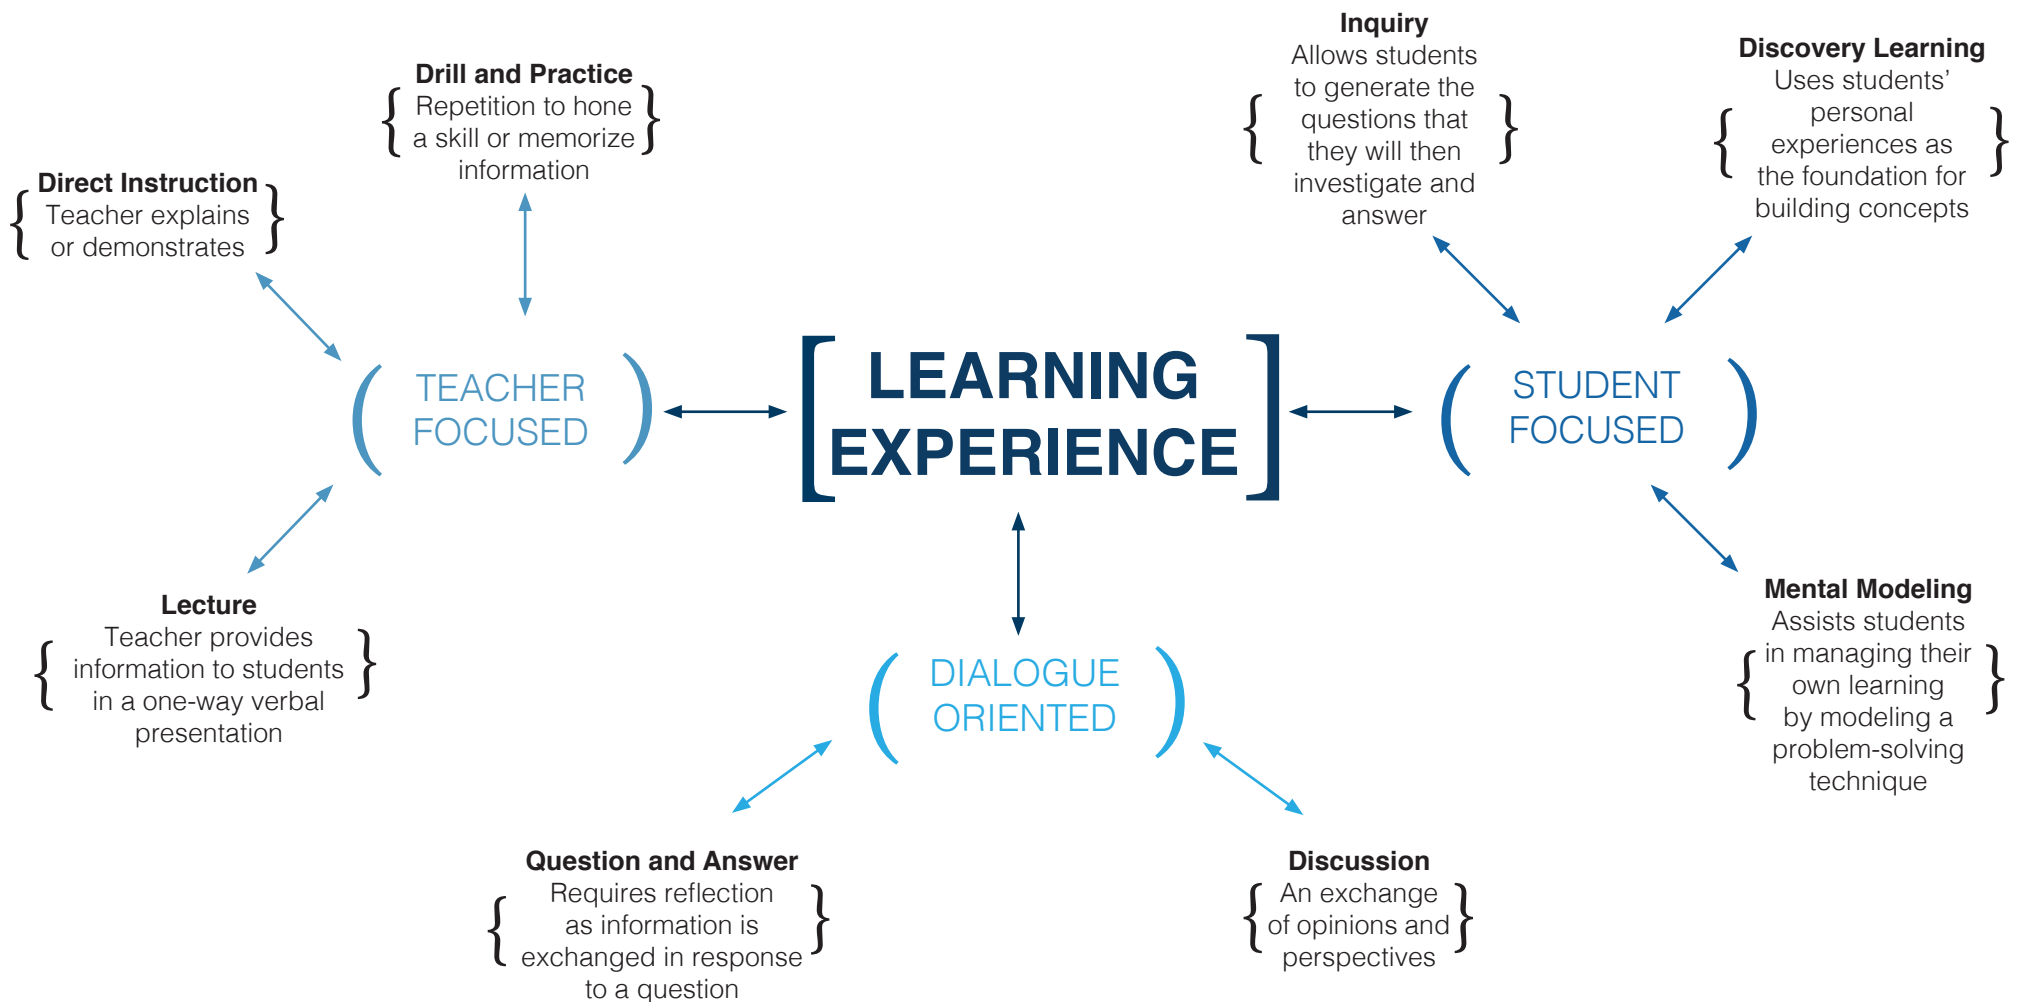 Inquiry
Allows students
to generate the
questions that
they will then
investigate and
answer
Discovery Learning
Uses students’
personal
experiences as
the foundation for
building concepts
Drill and Practice
Repetition to hone
a skill or memorize
information
Direct Instruction
Teacher explains
or demonstrates
TEACHER
FOCUSED
LEARNING
EXPERIENCE
STUDENT
FOCUSED
Lecture
Teacher provides
information to students
in a one-way verbal
presentation
DIALOGUE
ORIENTED
Mental Modeling
Assists students
in managing their
own learning
by modeling a
problem-solving
technique
Question and Answer
Requires reflection
as information is
exchanged in response
to a question
Discussion
An exchange
of opinions and
perspectives